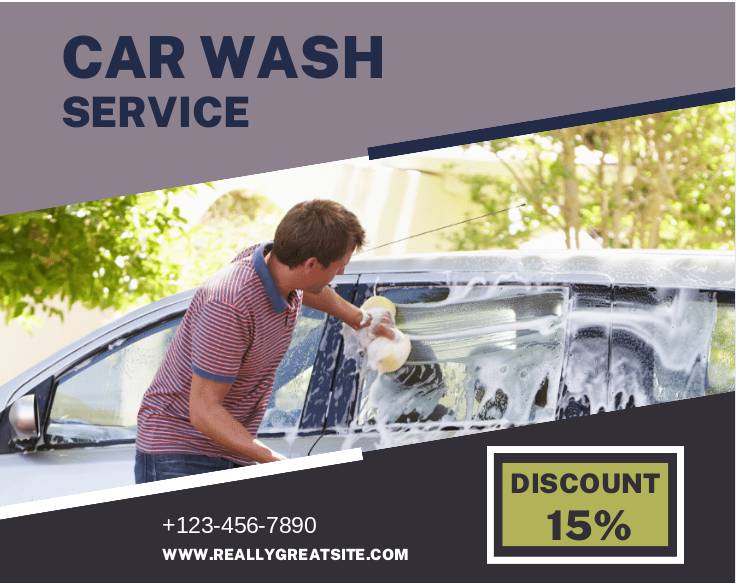 CAR WASH
SERVICE
DISCOUNT
15%
+123-456-7890
WWW.REALLYGREATSITE.COM